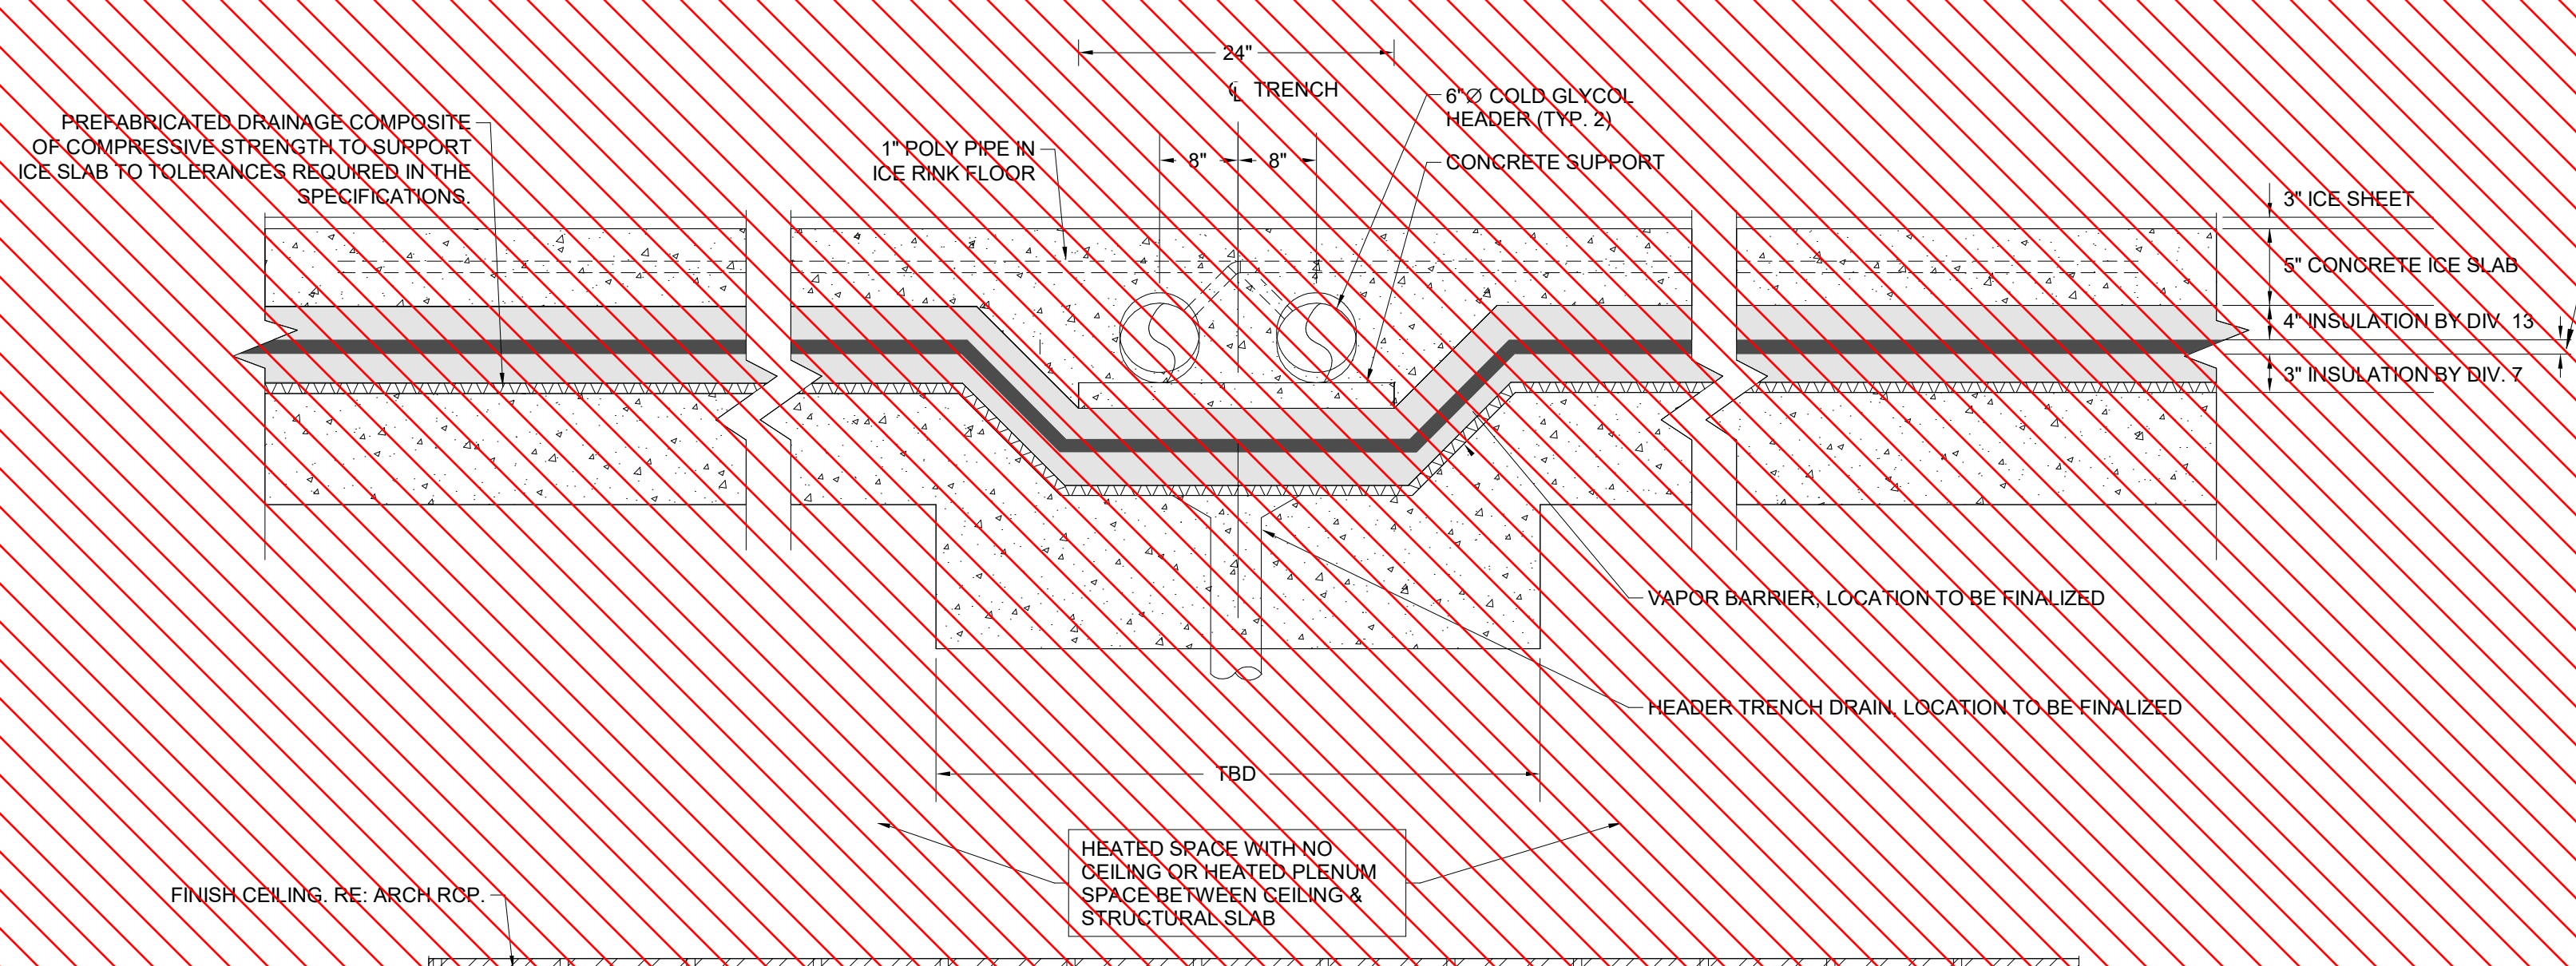 24"
℄ TRENCH
6"Ø COLD GLYCOL
HEADER (TYP. 2)
PREFABRICATED DRAINAGE COMPOSITE
OF COMPRESSIVE STRENGTH TO SUPPORT
ICE SLAB TO TOLERANCES REQUIRED IN THE
SPECIFICATIONS.
1" POLY PIPE IN
ICE RINK FLOOR
8"
8"
CONCRETE SUPPORT
3" ICE SHEET
5" CONCRETE ICE SLAB
4" INSULATION BY DIV. 13
3" INSULATION BY DIV. 7
VAPOR BARRIER, LOCATION TO BE FINALIZED
HEADER TRENCH DRAIN. LOCATION TO BE FINALIZED
TBD
HEATED SPACE WITH NO
CEILING OR HEATED PLENUM
SPACE BETWEEN CEILING &
STRUCTURAL SLAB
FINISH CEILING. RE: ARCH RCP.